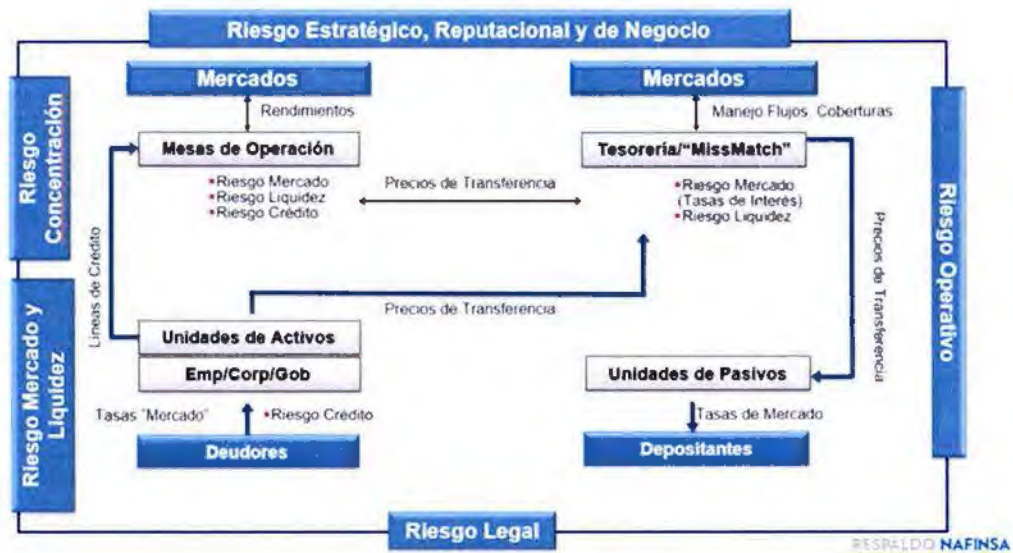 Riesgo Estratégico, Reputacional y de Negocio
Mercados
Mercados
Rendimientos
Manejo Flujos, Coberturas
Riesgo
Concentración
Mesas de Operación
Tesorería/"MissMatch"
•Riesgo Mercado
•Riesgo Liquidez
•Riesgo Crédito
Precios de Transferencia
•Riesgo Mercado
(Tasas de Interés)
•Riesgo Liquidez
Líneas de Crédito
Precios de Transferencia
Riesgo Operativo
Precios de Transferencia
Riesgo Mercado y
Liquidez
Unidades de Activos
Emp/Corp/Gob
Unidades de Pasivos
Tasas "Mercado"
•Riesgo Crédito
Tasas de Mercado
Deudores
Depositantes
Riesgo Legal
RESPALDO NAFINSA